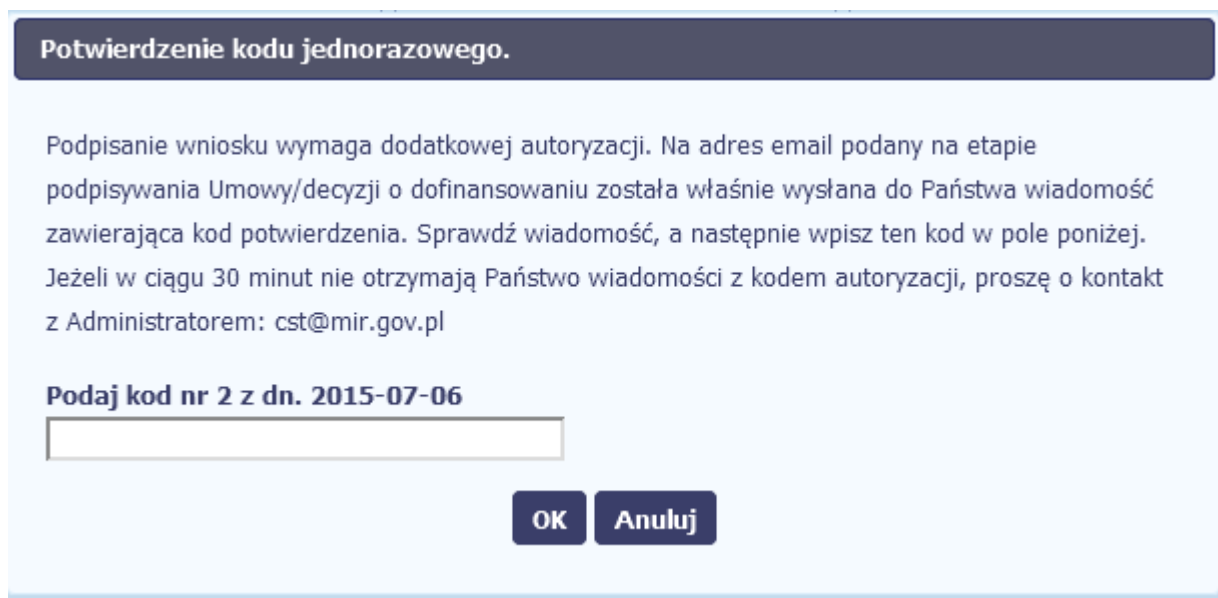 Potwierdzenie kodu jednorazowego.
Podpisanie wniosku wymaga dodatkowej autoryzacji. Na adres email podany na etapie
podpisywania Umowy/decyzji o dofinansowaniu została właśnie wysłana do Państwa wiadomość
zawierająca kod potwierdzenia. Sprawdź wiadomość, a następnie wpisz ten kod w pole poniżej.
Jeżeli w ciągu 30 minut nie otrzymają Państwo wiadomości z kodem autoryzacji, proszę o kontakt
z Administratorem: cst@mir.gov.pl
Podaj kod nr 2 z dn. 2015-07-06
OK Anuluj